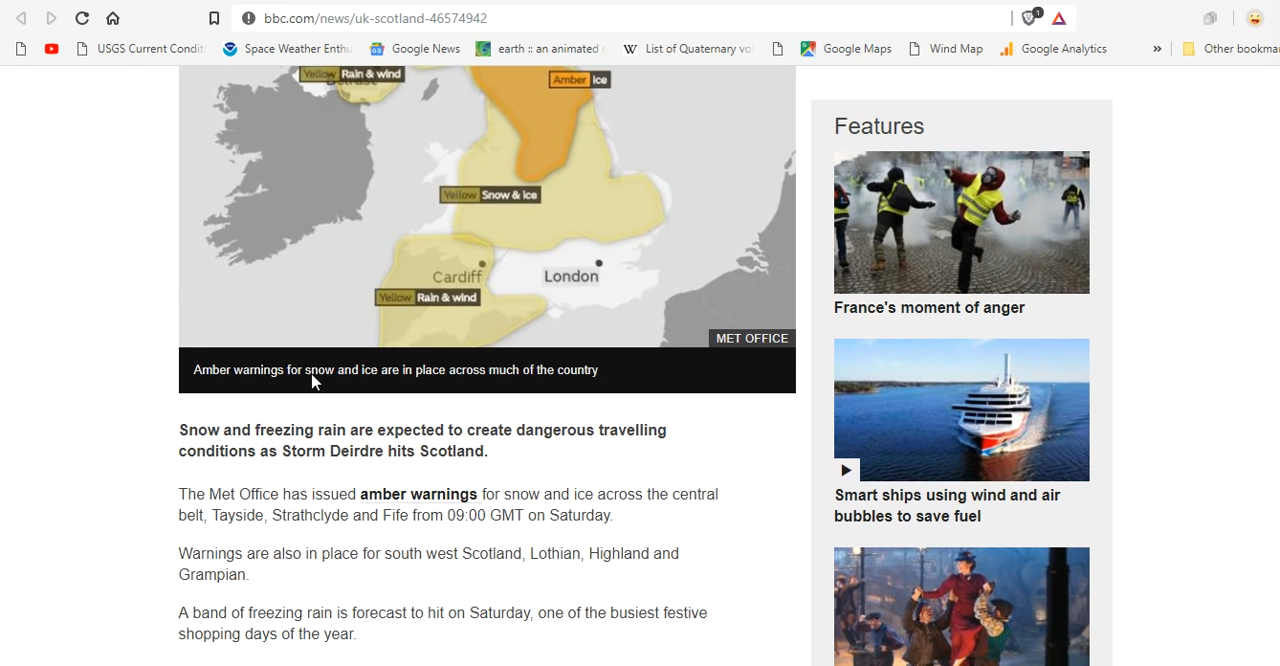 bbc.com/news/uk-scotland-46574942
1
USGS Current Condit
Space Weather Enthu
Google News
earth :: an animated
W List of Quaternary vo
Google Maps
Wind Map
Google Analytics
»
Other bookma
Yellow Rain & wind
Belfast
Amber Ice
Yellow Snow & ice
Cardiff
London
Yellow Rain & wind
MET OFFICE
Amber warnings for snow and ice are in place across much of the country
Snow and freezing rain are expected to create dangerous travelling
conditions as Storm Deirdre hits Scotland.
The Met Office has issued amber warnings for snow and ice across the central
belt, Tayside, Strathclyde and Fife from 09:00 GMT on Saturday.
Warnings are also in place for south west Scotland, Lothian, Highland and
Grampian.
A band of freezing rain is forecast to hit on Saturday, one of the busiest festive
shopping days of the year.
Features
France's moment of anger
Smart ships using wind and air
bubbles to save fuel